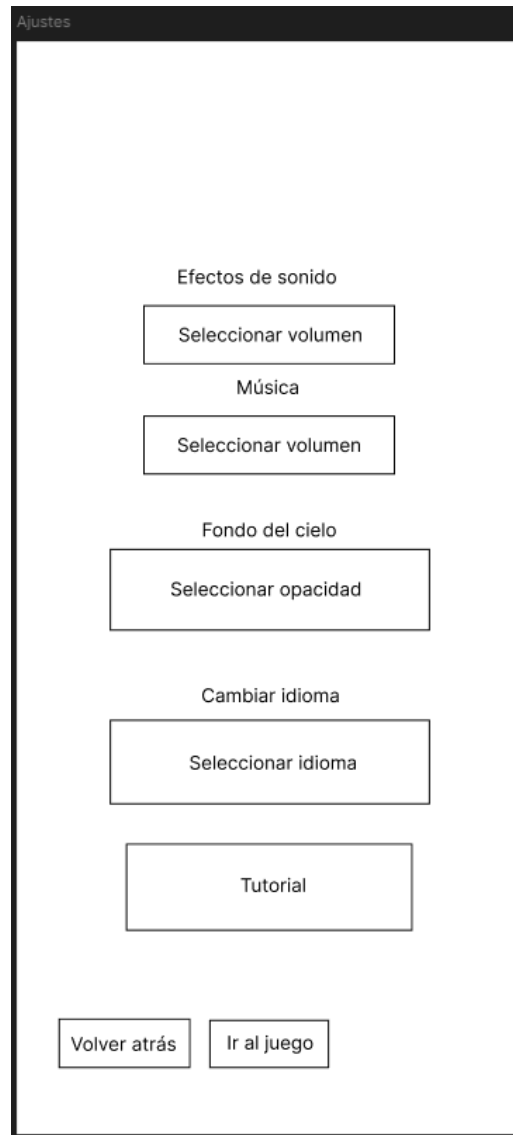 Ajustes
Efectos de sonido
Seleccionar volumen
Música
Seleccionar volumen
Fondo del cielo
Seleccionar opacidad
Cambiar idioma
Seleccionar idioma
Tutorial
Volver atrás
Ir al juego